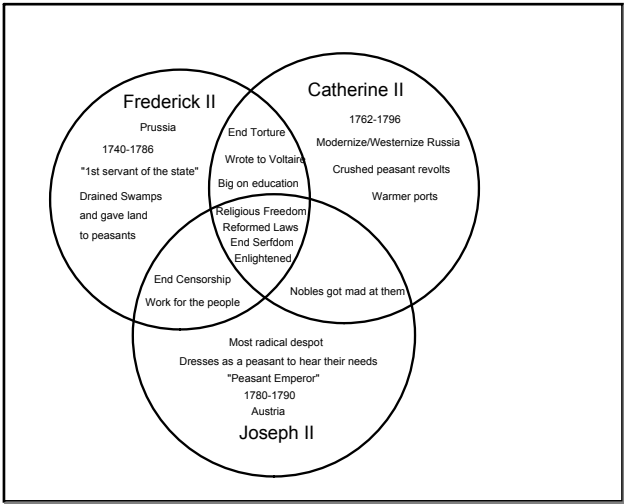 Frederick II
Prussia
1740-1786
"1st servant of the state"
Drained Swamps
and gave land
to peasants
Catherine II
1762-1796
Modernize/Westernize Russia
Crushed peasant revolts
Warmer ports
End Torture
Wrote to Voltaire
Big on education
Religious Freedom
Reformed Laws
End Serfdom
Enlightened
End Censorship
Work for the people
Nobles got mad at them
Most radical despot
Dresses as a peasant to hear their needs
"Peasant Emperor"
1780-1790
Austria
Joseph II